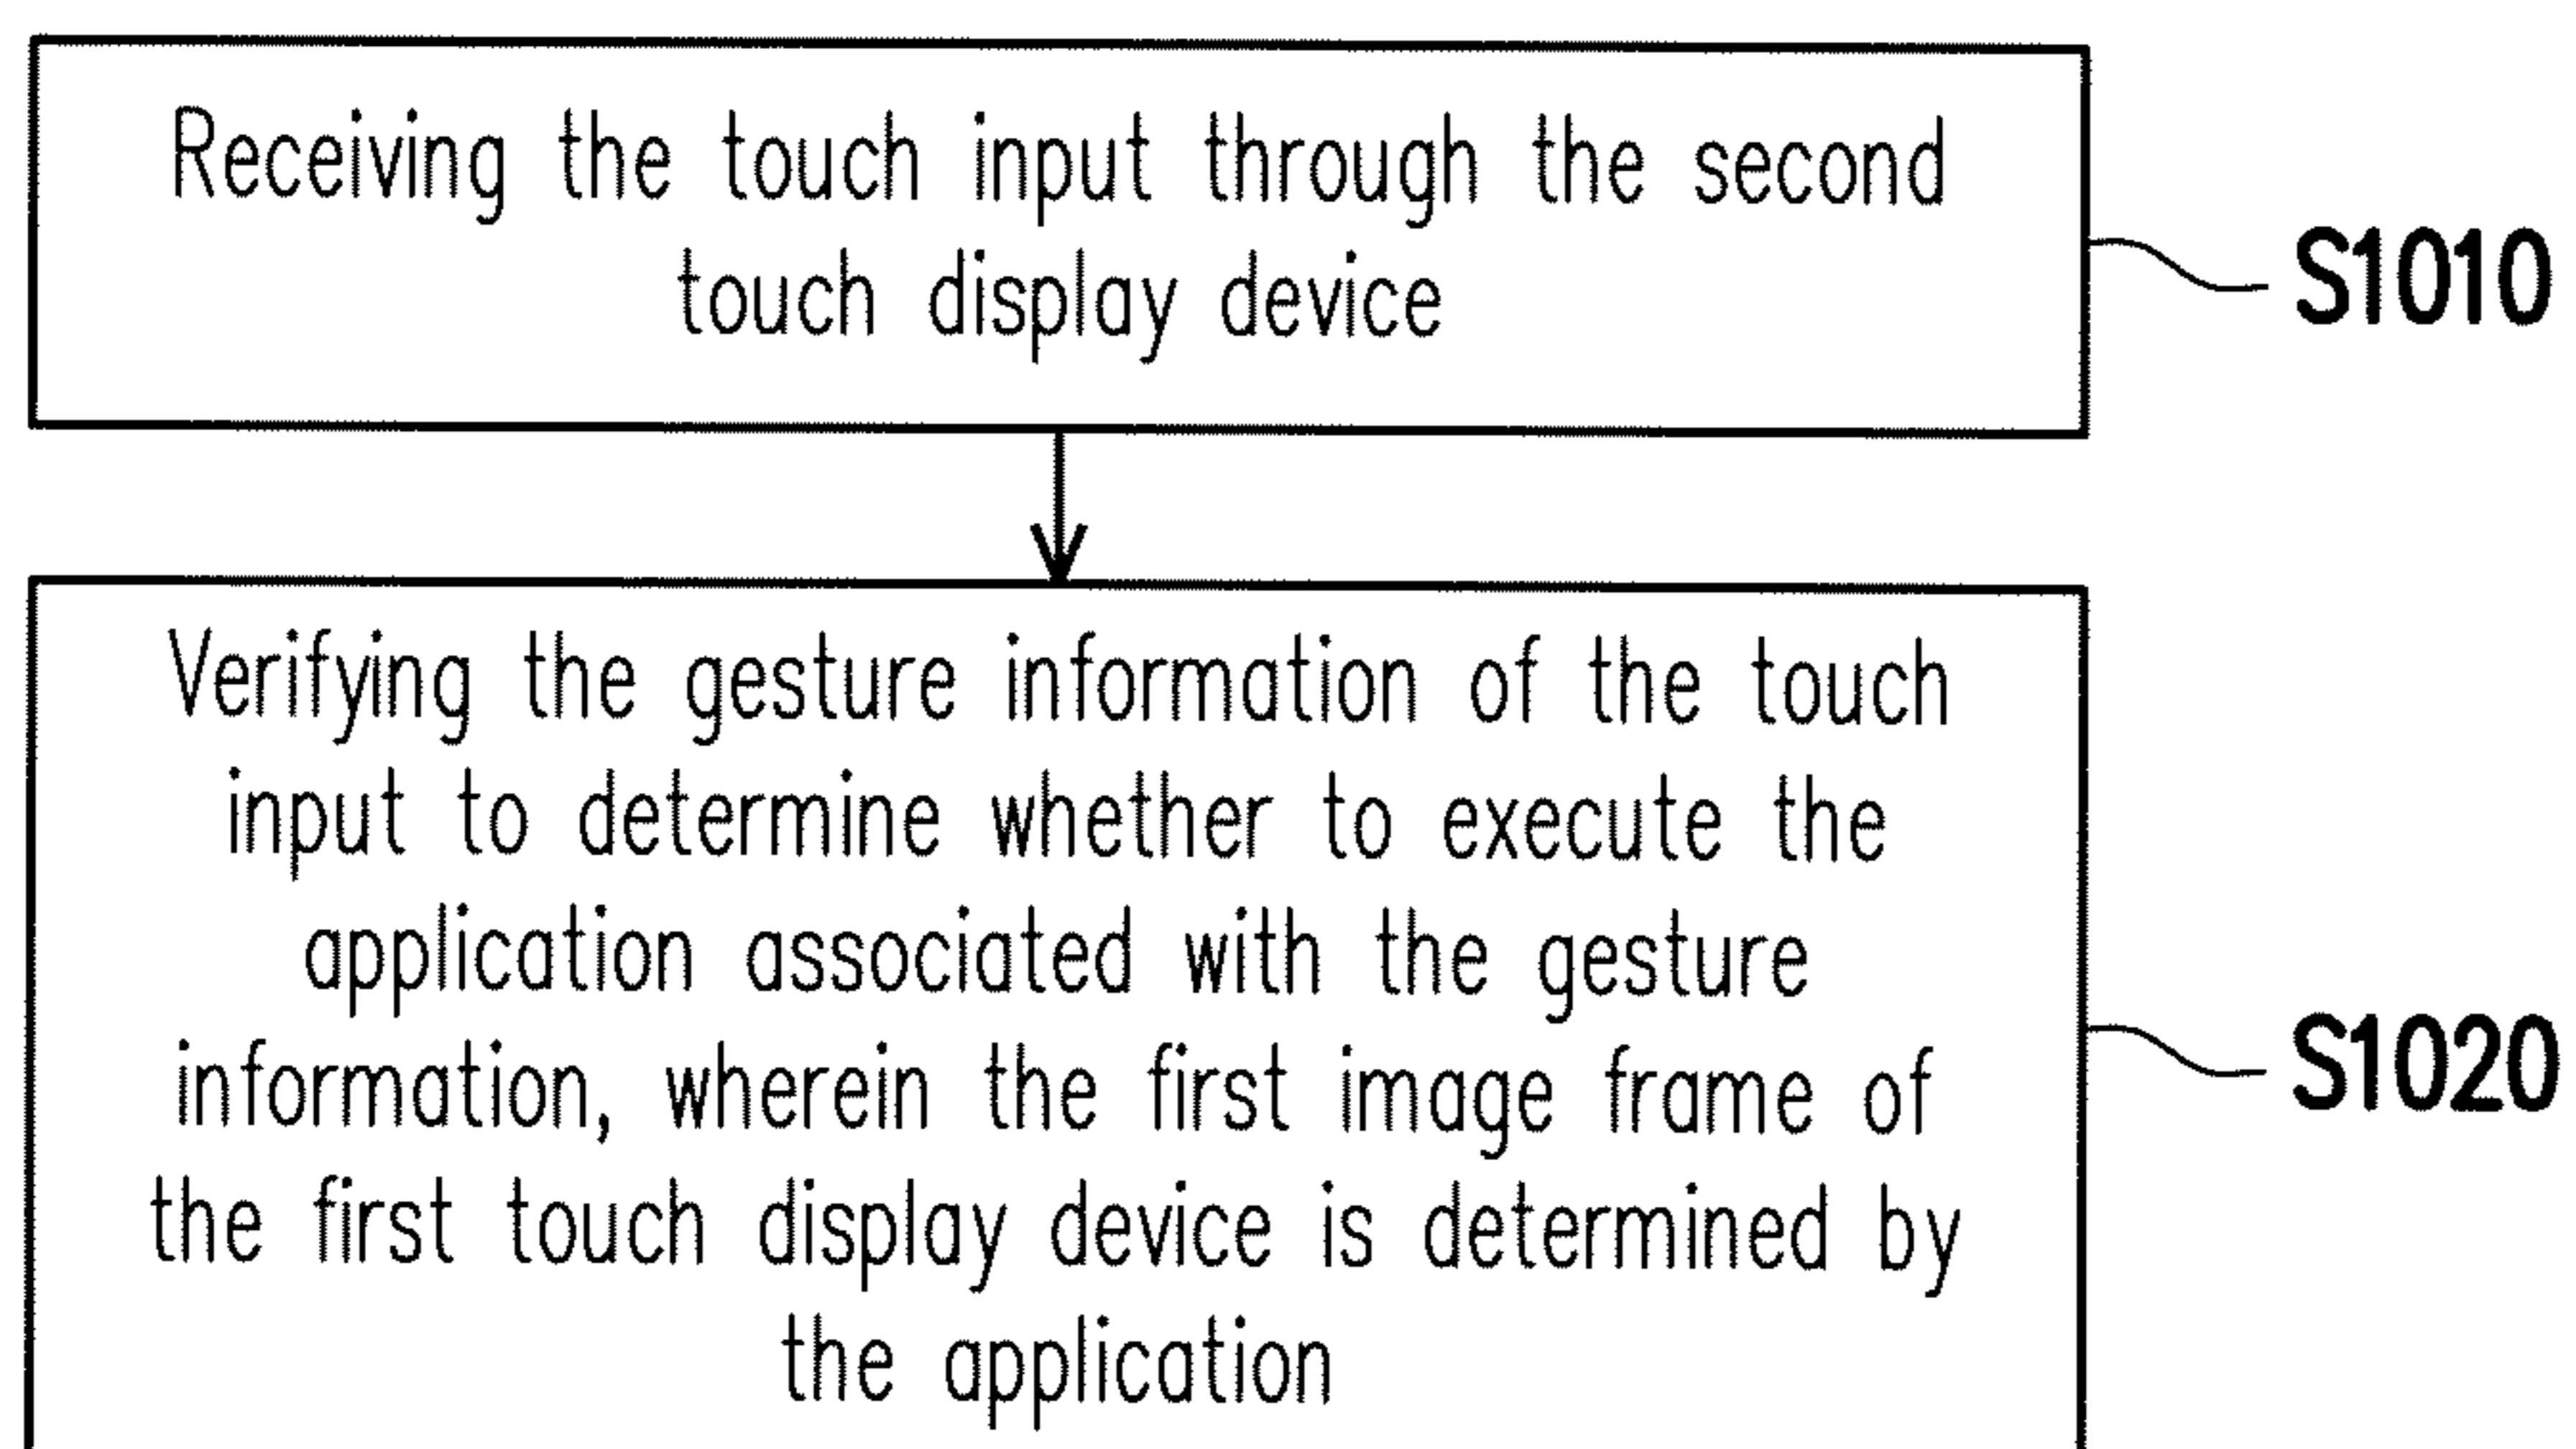 Receiving the touch input through the second
touch display device
S1010
Verifying the gesture information of the touch
input to determine whether to execute the
application associated with the gesture
information, wherein the first image frame of
the first touch display device is determined by
the application
S1020